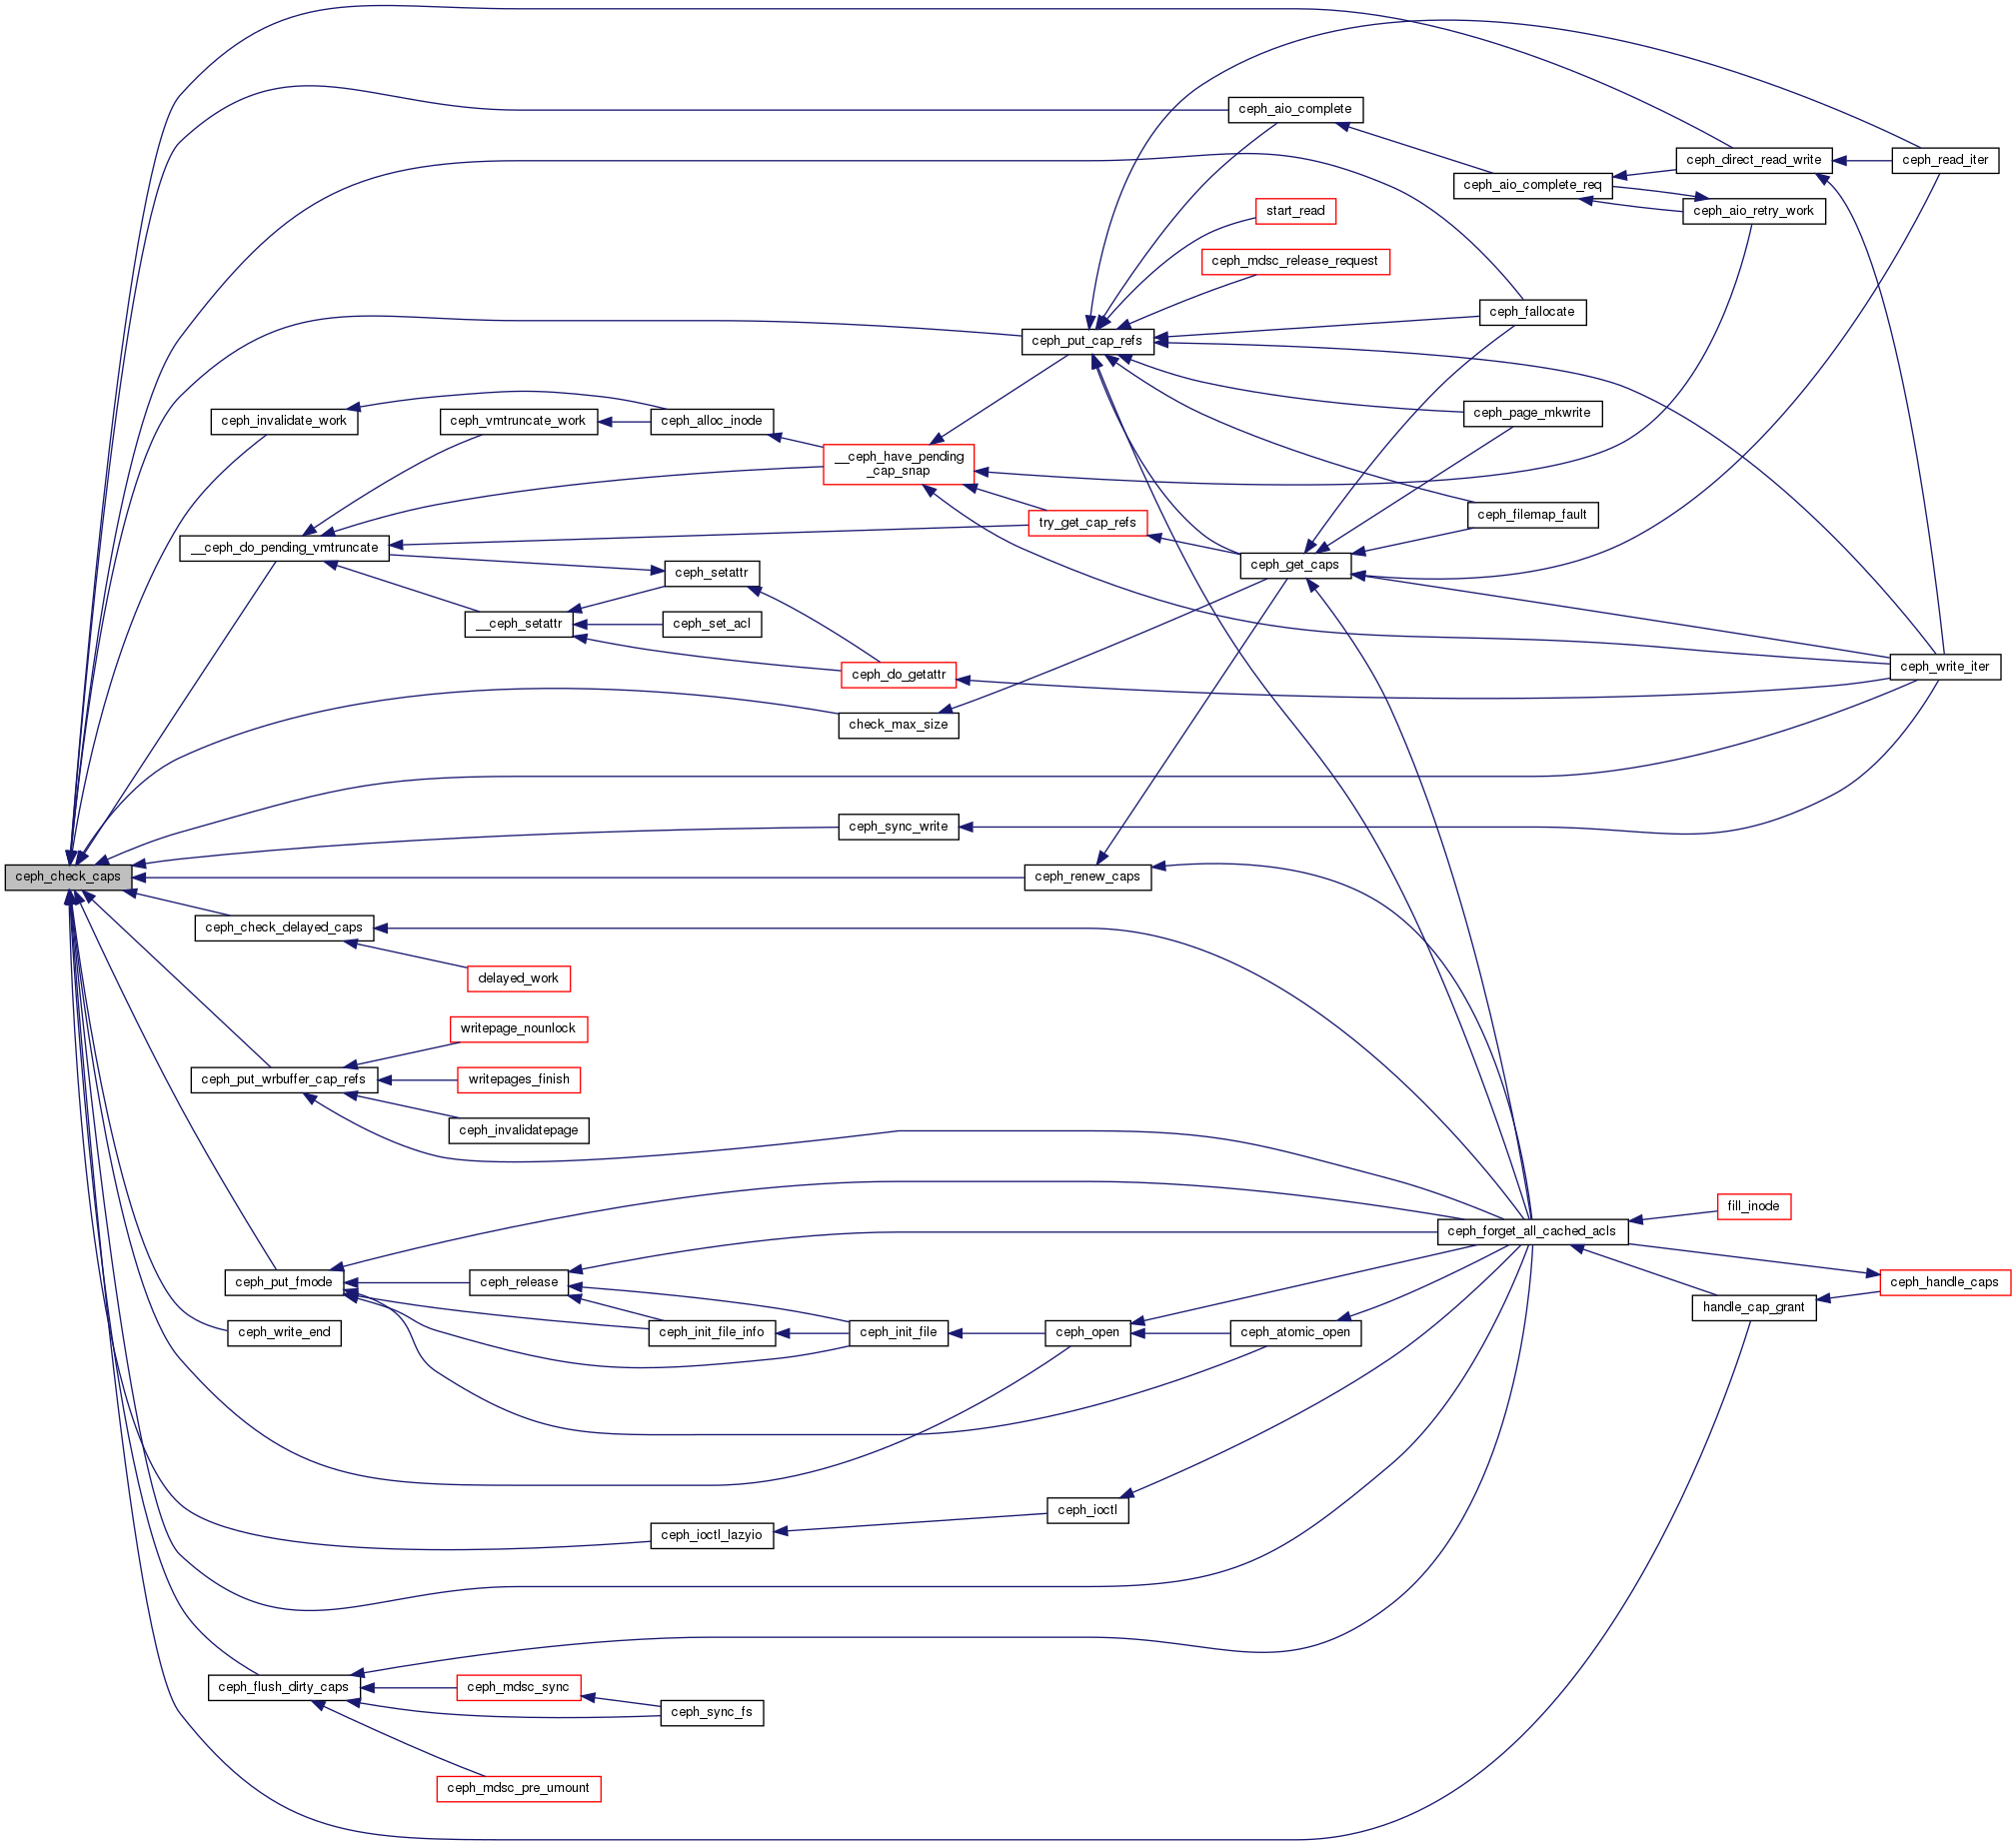 ceph_aio_complete
ceph_direct_read_write
ceph_read_iter
ceph_aio_complete_req
start_read
ceph_aio_retry_work
ceph_mdsc_release_request
ceph_fallocate
ceph_put_cap_refs
ceph_invalidate_work
ceph_vmtruncate_work
ceph_alloc_inode
ceph_page_mkwrite
__ceph_have_pending
_cap_snap
try_get_cap_refs
ceph_filemap_fault
__ceph_do_pending_vmtruncate
ceph_get_caps
ceph_setattr
__ceph_setattr
ceph_set_acl
ceph_do_getattr
ceph_write_iter
check_max_size
ceph_sync_write
ceph_check_caps
ceph_renew_caps
ceph_check_delayed_caps
delayed_work
writepage_nounlock
ceph_put_wrbuffer_cap_refs
writepages_finish
ceph_invalidatepage
fill_inode
ceph_forget_all_cached_acls
ceph_put_fmode
ceph_release
ceph_handle_caps
handle_cap_grant
ceph_write_end
ceph_init_file_info
ceph_init_file
ceph_open
ceph_atomic_open
ceph_ioctl
ceph_ioctl_lazyio
ceph_flush_dirty_caps
ceph_mdsc_sync
ceph_sync_fs
ceph_mdsc_pre_umount